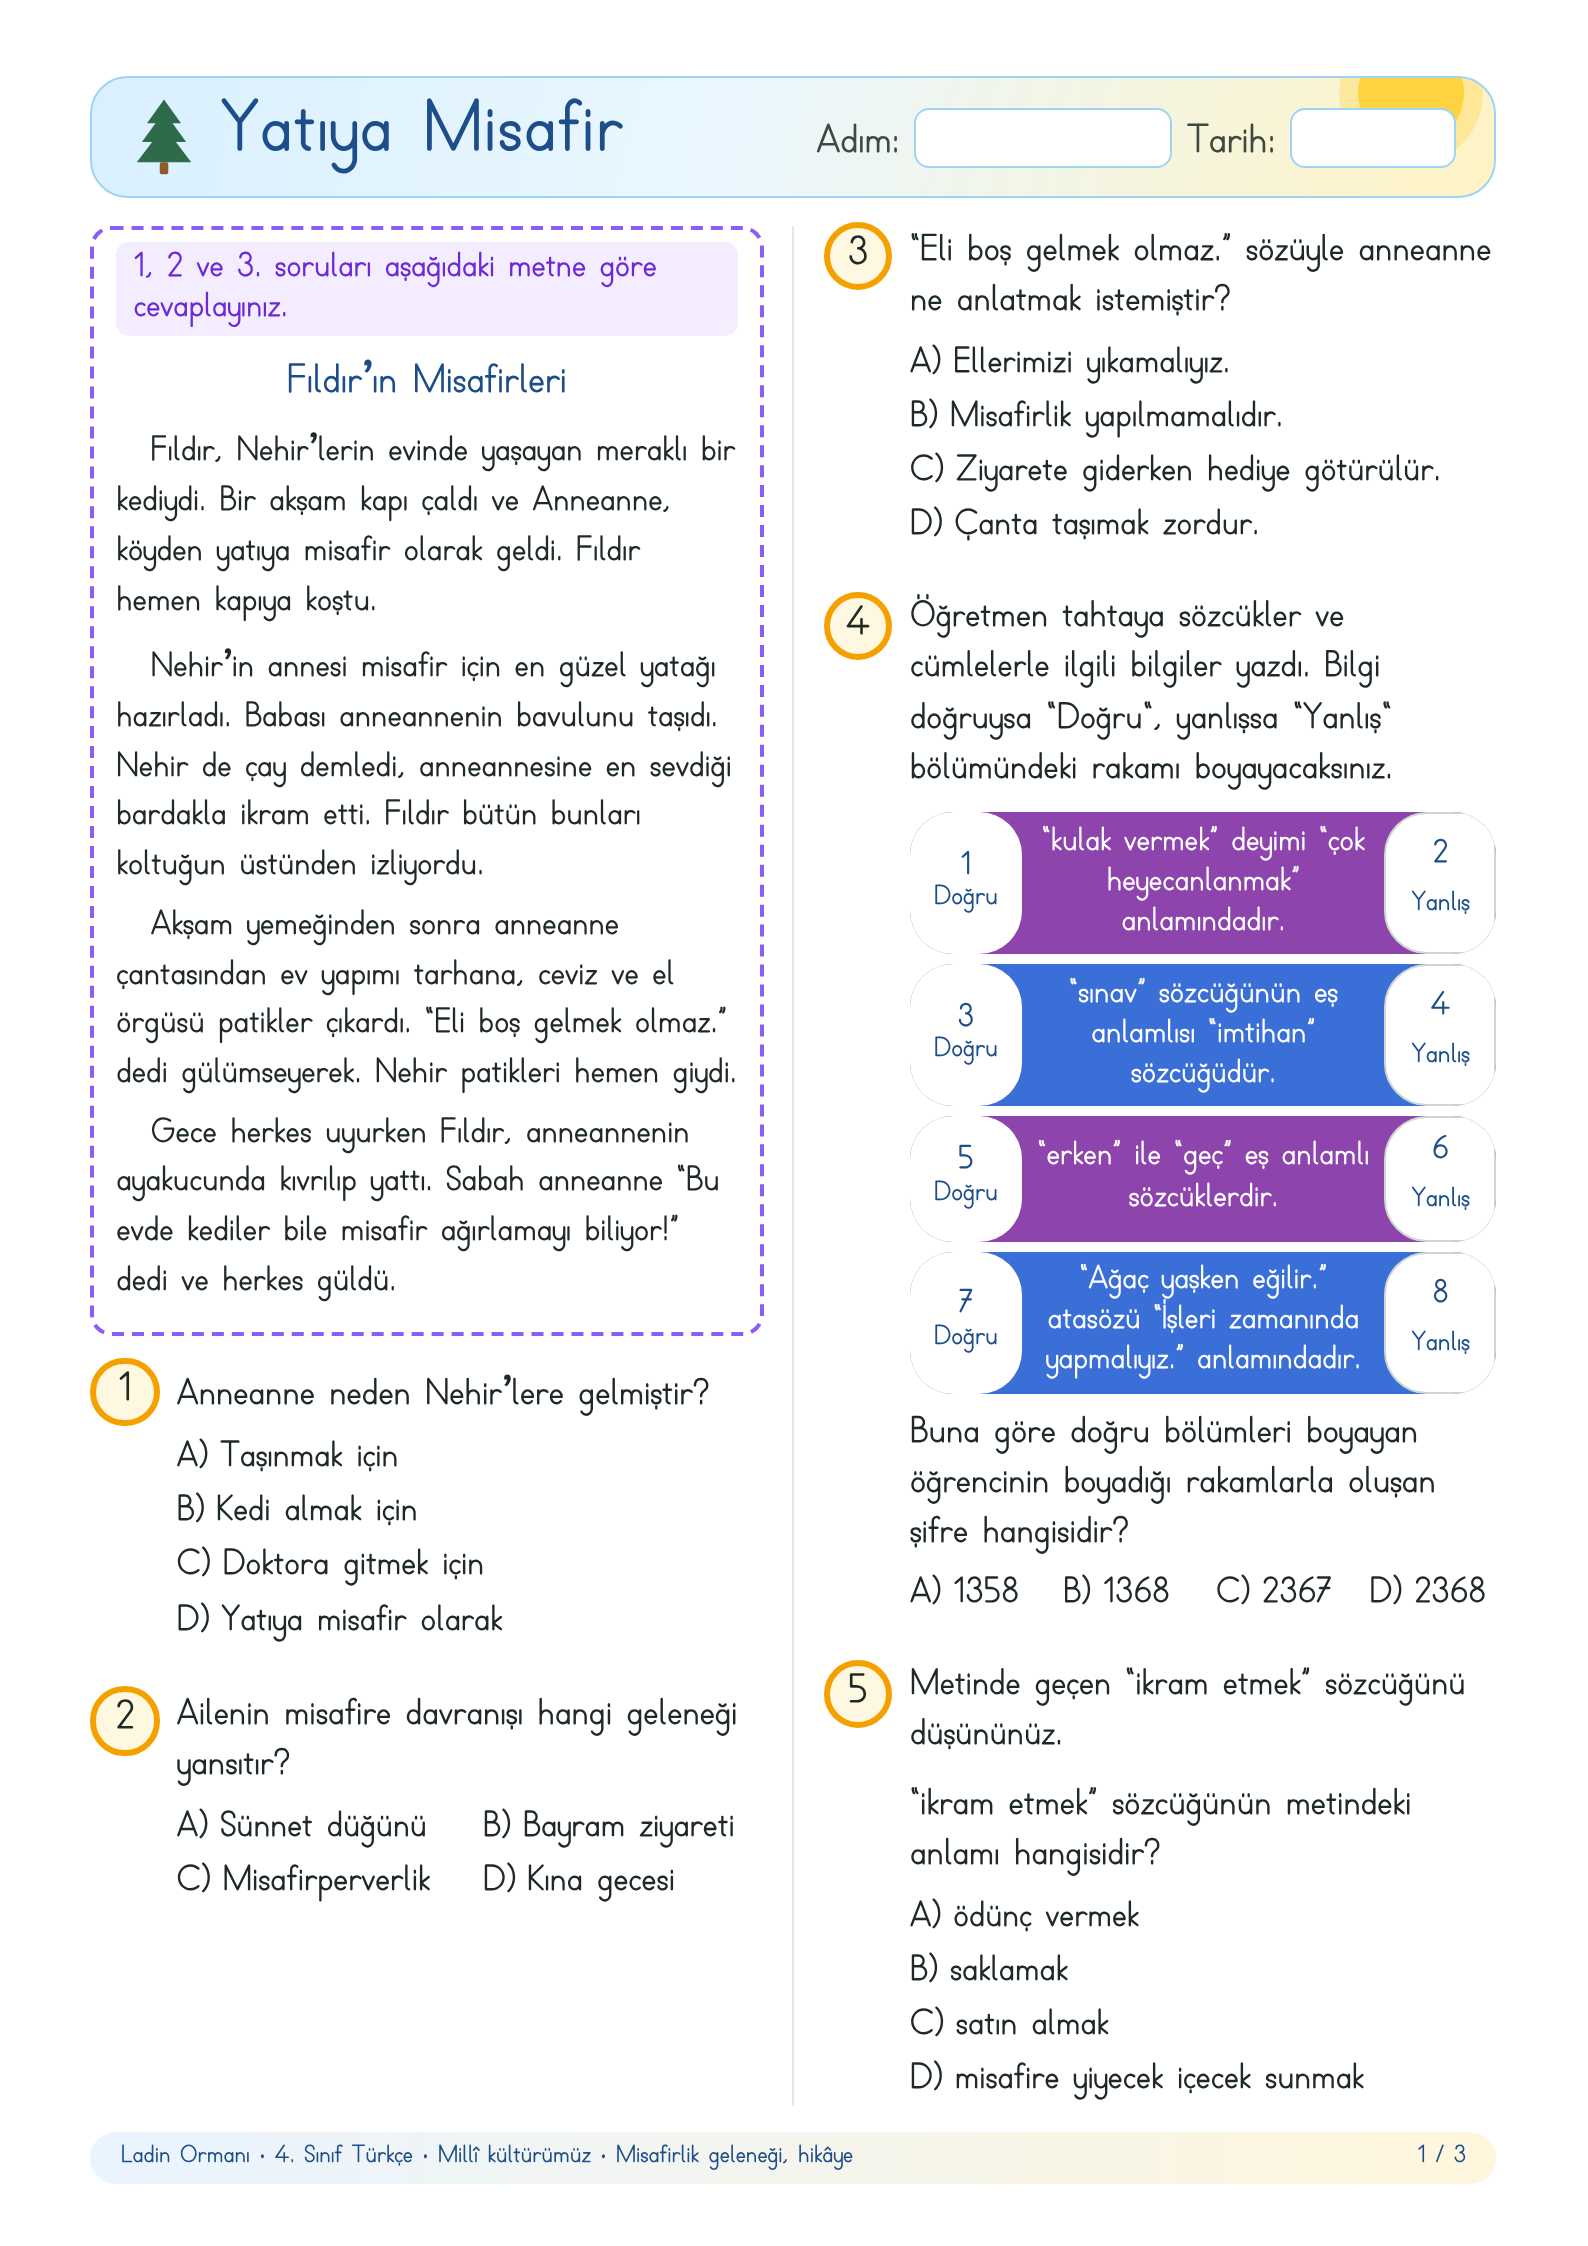 Yatıya Misafir
Adım:
Tarih:
1, 2 ve 3. soruları aşağıdaki metne göre
cevaplayınız.
Fıldır'ın Misafirleri
Fıldır, Nehir'lerin evinde yaşayan meraklı bir
kediydi. Bir akşam kapı çaldı ve Anneanne,
köyden yatıya misafir olarak geldi. Fıldır
hemen kapıya koştu.
Nehir'in annesi misafir için en güzel yatağı
hazırladı. Babası anneannenin bavulunu taşıdı.
Nehir de çay demledi, anneannesine en sevdiği
bardakla ikram etti. Fıldır bütün bunları
koltuğun üstünden izliyordu.
Akşam yemeğinden sonra anneanne
çantasından ev yapımı tarhana, ceviz ve el
örgüsü patikler çıkardı. "Eli boş gelmek olmaz."
dedi gülümseyerek. Nehir patikleri hemen giydi.
Gece herkes uyurken Fıldır, anneannenin
ayakucunda kıvrılıp yattı. Sabah anneanne "Bu
evde kediler bile misafir ağırlamayı biliyor!"
dedi ve herkes güldü.
1
Anneanne neden Nehir'lere gelmiştir?
A) Taşınmak için
B) Kedi almak için
C) Doktora gitmek için
D) Yatıya misafir olarak
2
Ailenin misafire davranışı hangi geleneği
yansıtır?
A) Sünnet düğünü B) Bayram ziyareti
C) Misafirperverlik D) Kına gecesi
3
"Eli boş gelmek olmaz." sözüyle anneanne
ne anlatmak istemiştir?
A) Ellerimizi yıkamalıyız.
B) Misafirlik yapılmamalıdır.
C) Ziyarete giderken hediye götürülür.
D) Çanta taşımak zordur.
4
Öğretmen tahtaya sözcükler ve
cümlelerle ilgili bilgiler yazdı. Bilgi
doğruysa "Doğru", yanlışsa "Yanlış"
bölümündeki rakamı boyayacaksınız.
1
Doğru
"kulak vermek" deyimi "çok
heyecanlanmak"
anlamındadır.
2
Yanlış
3
Doğru
"sınav" sözcüğünün eş
anlamlısı "imtihan"
sözcüğüdür.
4
Yanlış
5
Doğru
"erken" ile "geç" eş anlamlı
sözcüklerdir.
6
Yanlış
7
Doğru
"Ağaç yaşken eğilir."
atasözü "İşleri zamanında
yapmalıyız." anlamındadır.
8
Yanlış
Buna göre doğru bölümleri boyayan
öğrencinin boyadığı rakamlarla oluşan
şifre hangisidir?
A) 1358 B) 1368 C) 2367 D) 2368
5
Metinde geçen "ikram etmek" sözcüğünü
düşününüz.
"ikram etmek" sözcüğünün metindeki
anlamı hangisidir?
A) ödünç vermek
B) saklamak
C) satın almak
D) misafire yiyecek içecek sunmak
Ladin Ormanı • 4. Sınıf Türkçe • Millî kültürümüz • Misafirlik geleneği, hikâye
1 / 3